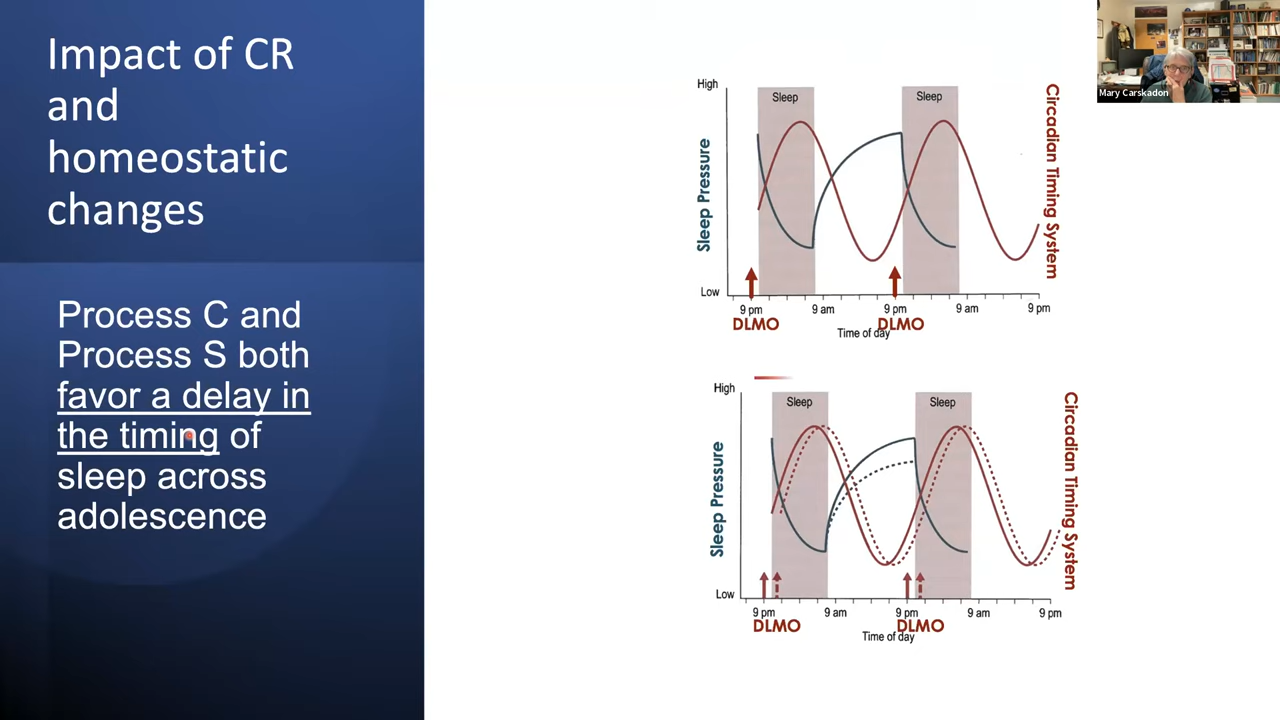 Impact of CR
and
homeostatic
changes
Process C and
Process S both
favor a delay in
the timing of
sleep across
adolescence
High
Sleep
Sleep
Sleep Pressure
Circadian Timing System
Low
9 pm
9 am
9 pm
9 am
9 pm
DLMO
DLMO
Time of day
High
Sleep
Sleep
Sleep Pressure
Circadian Timing System
Low
9 pm
9 am
9 pm
9 am
9 pm
DLMO
DLMO
Time of day
Mary Carskadon